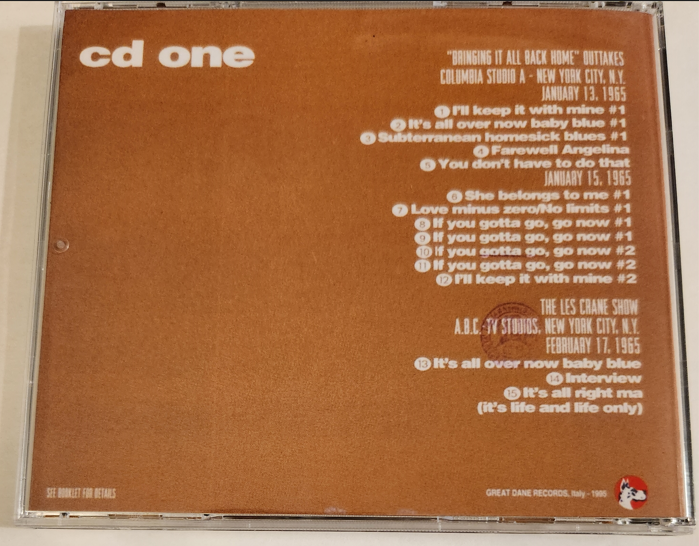 cd one
"BRINGING IT ALL BACK HOME" OUTTAKES
COLUMBIA STUDIO A - NEW YORK CITY, N.Y.
JANUARY 13, 1965
1 I'll keep it with mine #1
2 It's all over now baby blue #1
3 Subterranean homesick blues #1
4 Farewell Angelina
5 You don't have to do that
JANUARY 15, 1965
6 She belongs to me #1
7 Love minus zero/No limits #1
8 If you gotta go, go now #1
9 If you gotta go, go now #1
10 If you gotta go, go now #2
11 If you gotta go, go now #2
12 I'll keep it with mine #2
THE LES CRANE SHOW
A.B.C. TV STUDIOS, NEW YORK CITY, N.Y.
FEBRUARY 17, 1965
13 It's all over now baby blue
14 Interview
15 It's all right ma
(it's life and life only)
SEE BOOKLET FOR DETAILS
GREAT DANE RECORDS, Italy - 1995